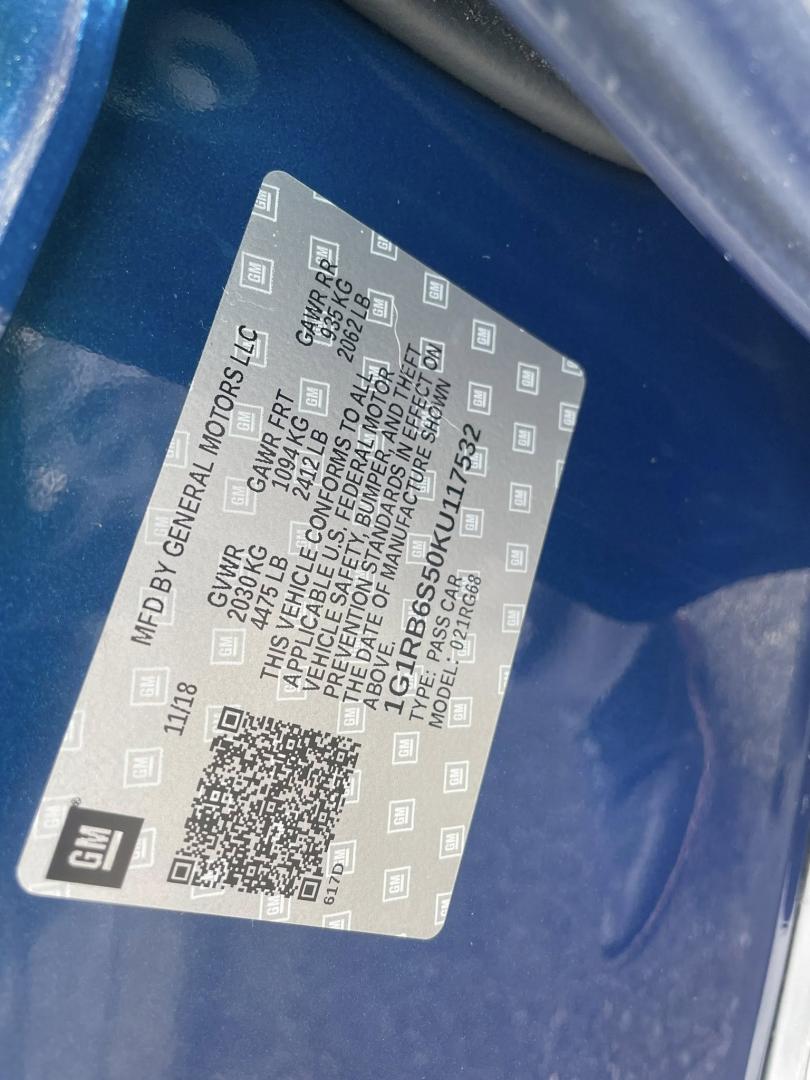 GM
11/18
MFD BY GENERAL MOTORS LLC
GVWR
2030 KG
4475 LB
GAWR FRT
1094 KG
2412 LB
GAWR RR
935 KG
2062 LB
THIS VEHICLE CONFORMS TO ALL
APPLICABLE U.S. FEDERAL MOTOR
VEHICLE SAFETY, BUMPER, AND THEFT
PREVENTION STANDARDS IN EFFECT ON
THE DATE OF MANUFACTURE SHOWN
ABOVE.
1G1RB6S50KU117532
TYPE: PASS CAR
MODEL: 021RG68
617D